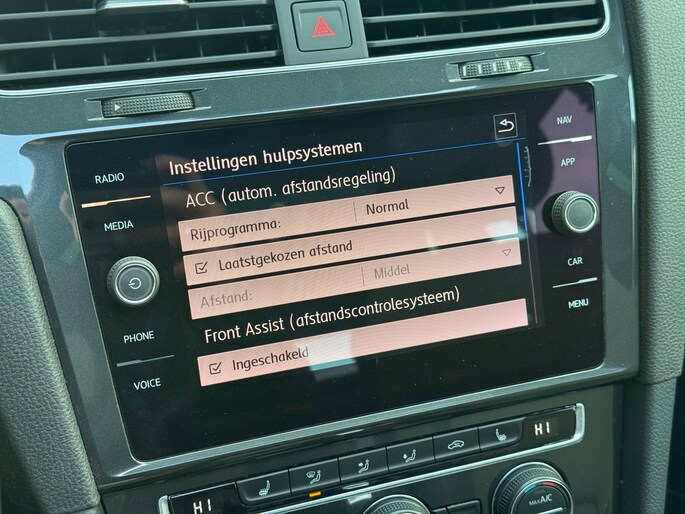 RADIO
MEDIA
PHONE
VOICE
Instellingen hulpsystemen
ACC (autom. afstandsregeling)
Rijprogramma: Normal
Laatstgekozen afstand
Afstand: Middel
Front Assist (afstandscontrolesysteem)
Ingeschakeld
NAV
APP
CAR
MENU
HI
HI
MAX A/C
A/C